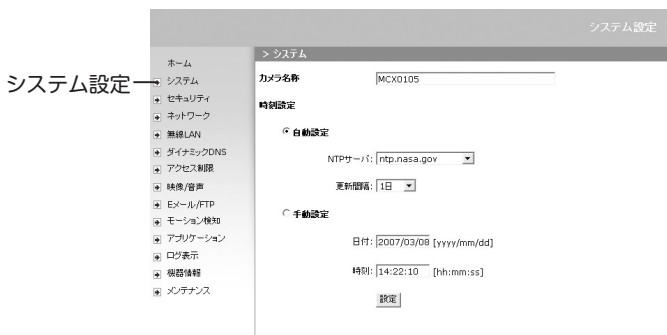 システム設定
システム設定
ホーム
システム
セキュリティ
ネットワーク
無線LAN
ダイナミックDNS
アクセス制限
映像/音声
Eメール/FTP
モーション検知
アプリケーション
ログ表示
機器情報
メンテナンス
> システム
カメラ名称 MCX0105
時刻設定
自動設定
NTPサーバ: ntp.nasa.gov
更新間隔: 1日
手動設定
日付: 2007/03/08 [yyyy/mm/dd]
時刻: 14:22:10 [hh:mm:ss]
設定